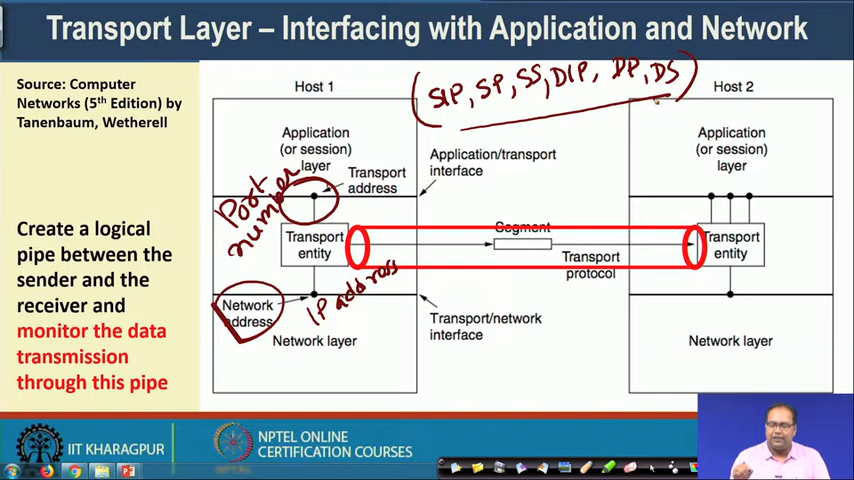 Transport Layer – Interfacing with Application and Network
Source: Computer
Networks (5th Edition) by
Tanenbaum, Wetherell
Host 1
(SIP, SP, SS, DIP, DP, DS)
Host 2
Application
(or session)
layer
Transport
address
Application/transport
interface
Application
(or session)
layer
Port
number
Create a logical
pipe between the
sender and the
receiver and
monitor the data
transmission
through this pipe
Transport
entity
Segment
Transport
protocol
Transport
entity
Network
address
IP address
Transport/network
interface
Network layer
Network layer
IIT KHARAGPUR
NPTEL ONLINE
CERTIFICATION COURSES